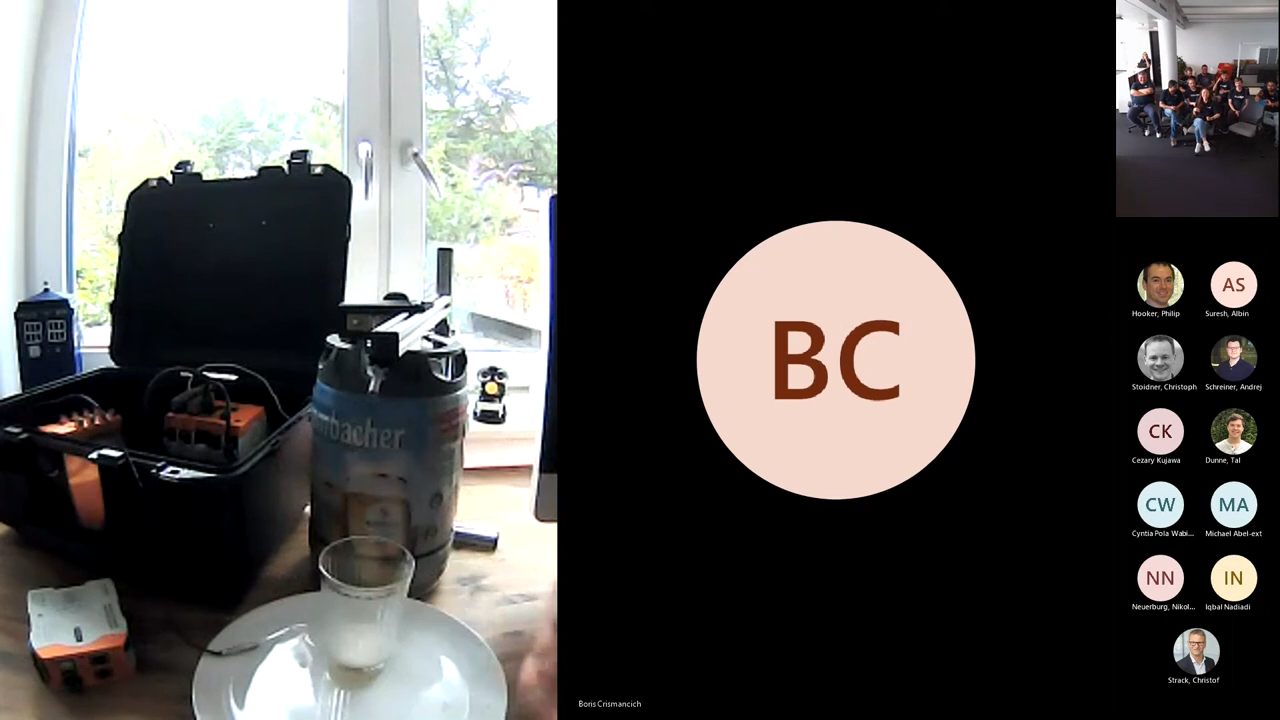 mbacher
BC
Boris Crismancich
Hooker, Philip
AS
Suresh, Albin
Stoidner, Christoph
Schreiner, Andrej
CK
Cezary Kujawa
Dunne, Tal
CW
Cyntia Pola Wabi...
MA
Michael Abel-ext
NN
Neuerburg, Nikol...
IN
Iqbal Nadiadi
Strack, Christof